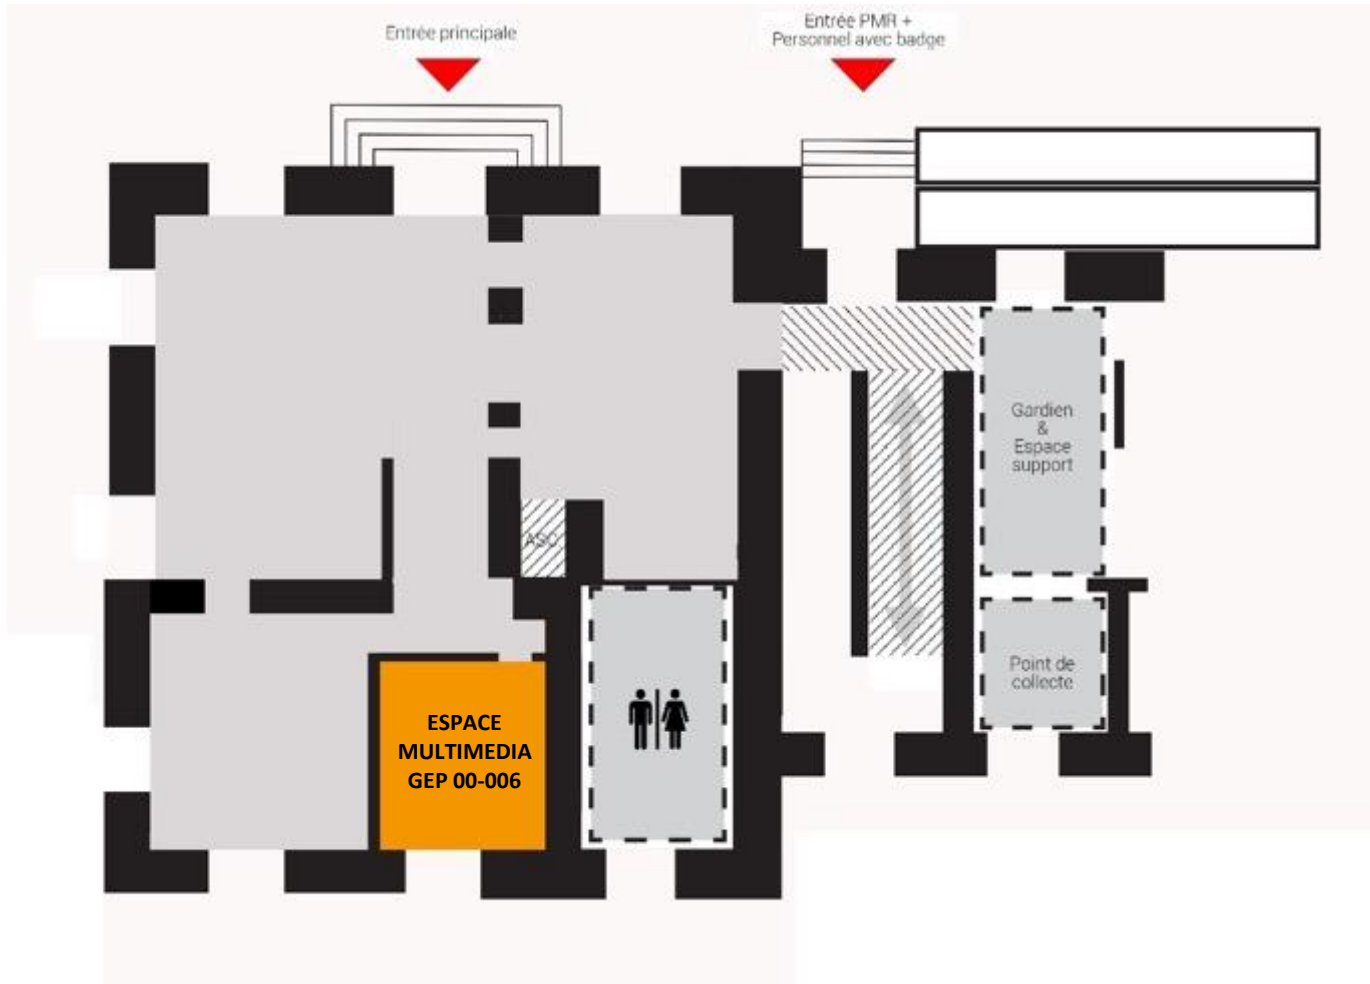 Entrée principale
Entrée PMR +
Personnel avec badge
Gardien
&
Espace
support
ASC
Point de
collecte
ESPACE
MULTIMEDIA
GEP 00-006